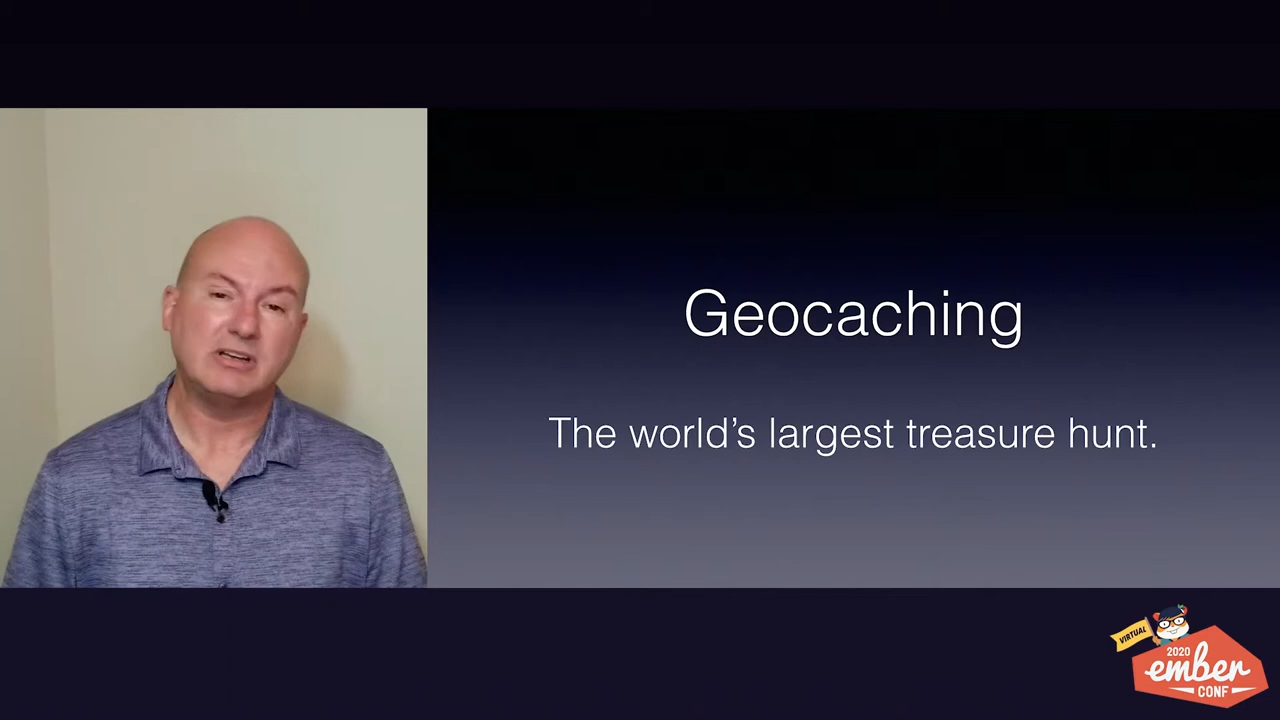 Geocaching
The world's largest treasure hunt.
VIRTUAL
2020
ember
CONF